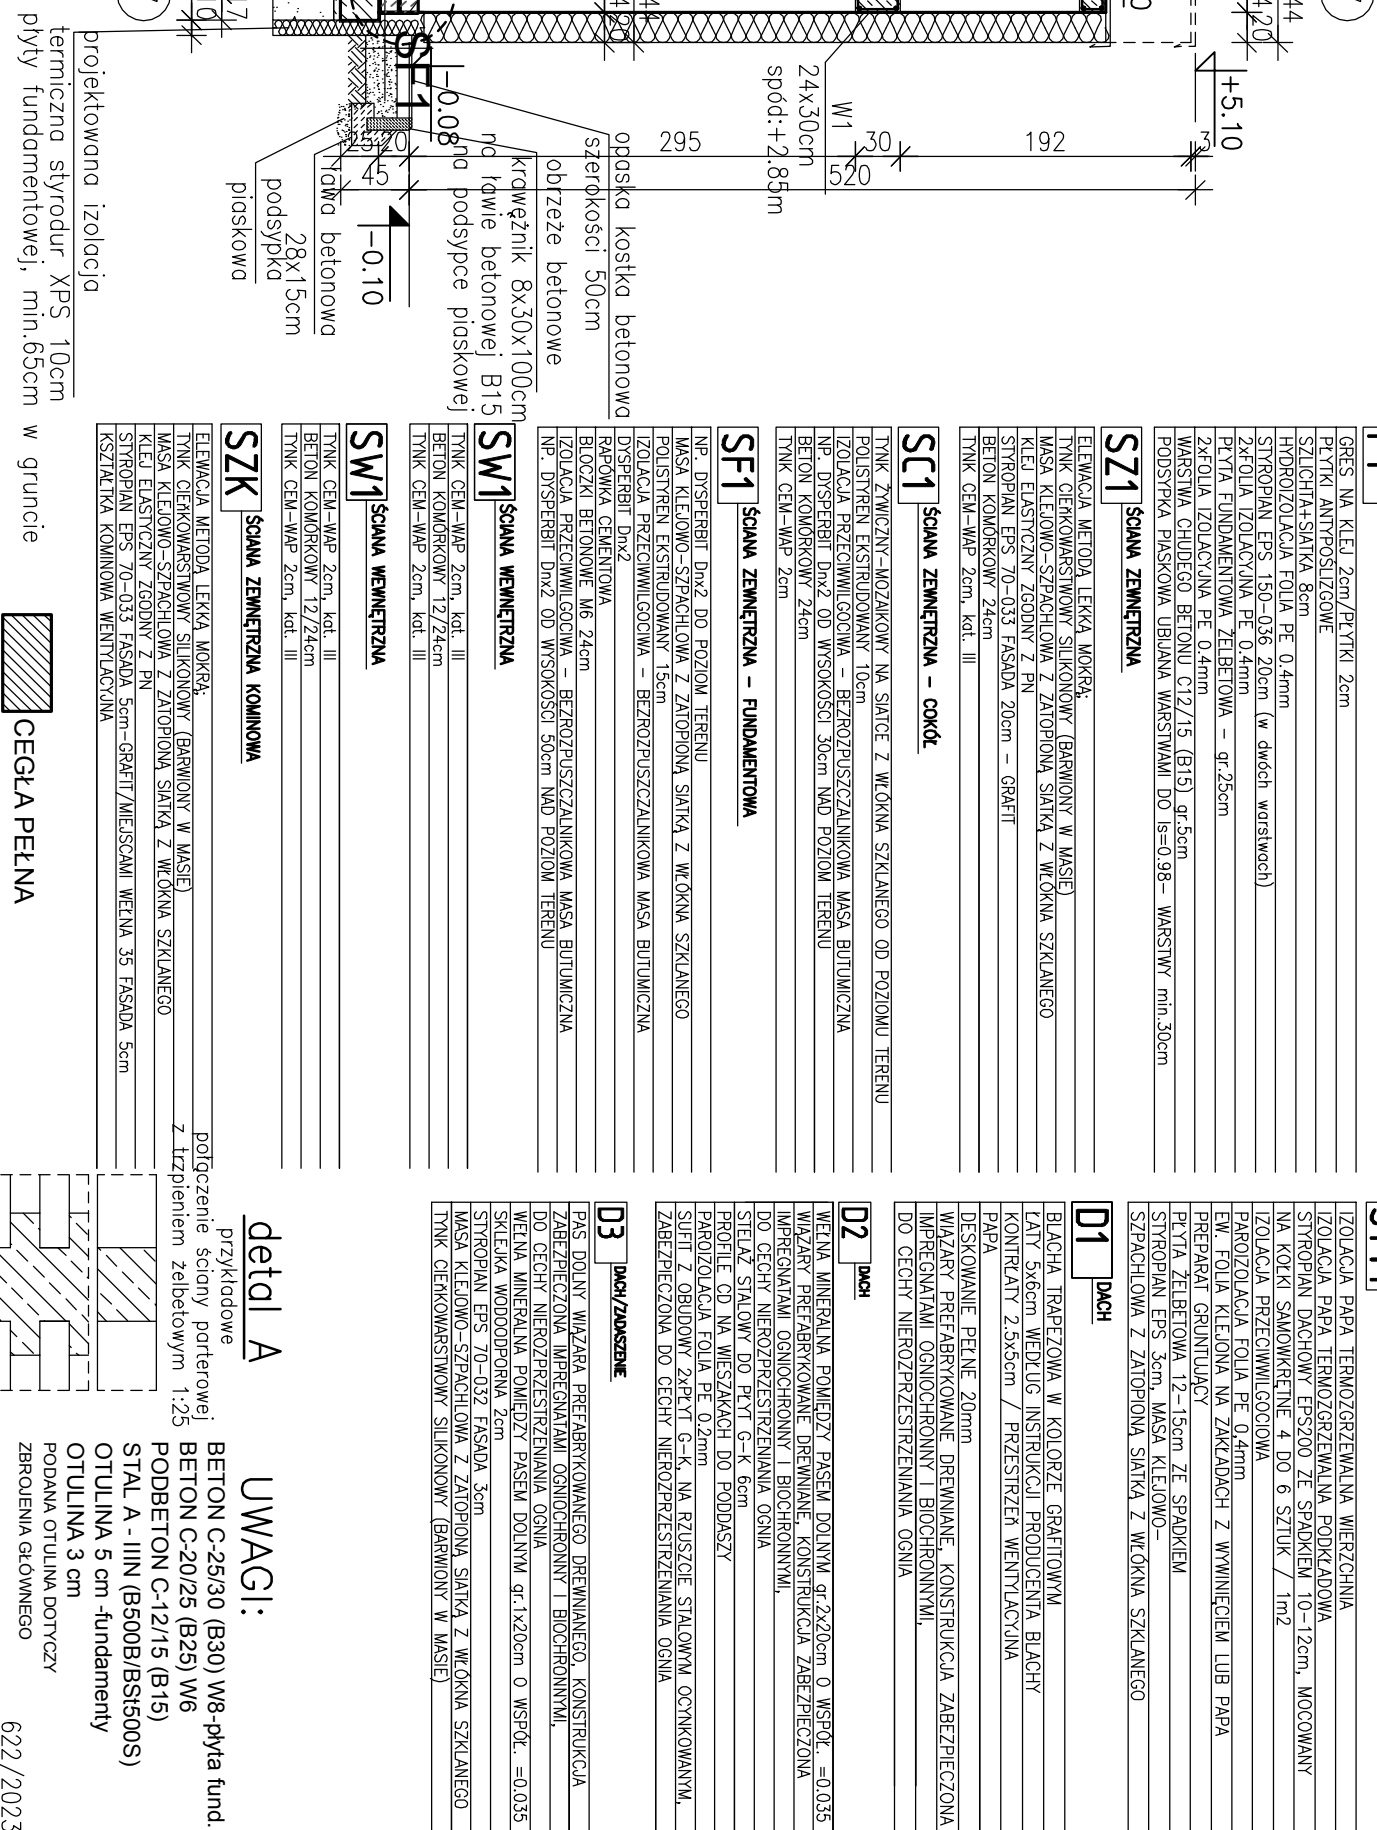 +5.10
44
20
192
3
30
295
520
W1
24x30cm
spód:+2.85m
44
20
-0.08
SF1
20
45
-0.10
17
10
opaska kostka betonowa
szerokości 50cm
obrzeże betonowe
krawężnik 8x30x100cm
na ławie betonowej B15
na podsypce piaskowej
ława betonowa
28x15cm
podsypka
piaskowa
projektowana izolacja
termiczna styrodur XPS 10cm
płyty fundamentowej, min.65cm w gruncie
GRES NA KLEJ 2cm/PŁYTKI 2cm
PŁYTKI ANTYPOŚLIZGOWE
SZLICHTA+SIATKA 8cm
HYDROIZOLACJA FOLIA PE 0.4mm
STYROPIAN EPS 150-036 20cm (w dwóch warstwach)
2xFOLIA IZOLACYJNA PE 0.4mm
PŁYTA FUNDAMENTOWA ŻELBETOWA - gr.25cm
2xFOLIA IZOLACYJNA PE 0.4mm
WARSTWA CHUDEGO BETONU C12/15 (B15) gr.5cm
PODSYPKA PIASKOWA UBIJANA WARSTWAMI DO Is=0.98- WARSTWY min.30cm
SZ1 ŚCIANA ZEWNĘTRZNA
ELEWACJA METODĄ LEKKĄ MOKRĄ:
TYNK CIEŃKOWARSTWOWY SILIKONOWY (BARWIONY W MASIE)
MASA KLEJOWO-SZPACHLOWA Z ZATOPIONĄ SIATKĄ Z WŁÓKNA SZKLANEGO
KLEJ ELASTYCZNY ZGODNY Z PN
STYROPIAN EPS 70-033 FASADA 20cm - GRAFIT
BETON KOMÓRKOWY 24cm
TYNK CEM-WAP 2cm, kat. III
SC1 ŚCIANA ZEWNĘTRZNA - COKÓŁ
TYNK ŻYWICZNY-MOZAIKOWY NA SIATCE Z WŁÓKNA SZKLANEGO OD POZIOMU TERENU
POLISTYREN EKSTRUDOWANY 10cm
IZOLACJA PRZECIWWILGOCIWA - BEZROZPUSZCZALNIKOWA MASA BUTUMICZNA
NP. DYSPERBIT Dnx2 OD WYSOKOŚCI 30cm NAD POZIOM TERENU
BETON KOMÓRKOWY 24cm
TYNK CEM-WAP 2cm
SF1 ŚCIANA ZEWNĘTRZNA - FUNDAMENTOWA
NP. DYSPERBIT Dnx2 DO POZIOM TERENU
MASA KLEJOWO-SZPACHLOWA Z ZATOPIONĄ SIATKĄ Z WŁÓKNA SZKLANEGO
POLISTYREN EKSTRUDOWANY 15cm
IZOLACJA PRZECIWWILGOCIWA - BEZROZPUSZCZALNIKOWA MASA BUTUMICZNA
DYSPERBIT Dnx2
RAPÓWKA CEMENTOWA
BLOCZKI BETONOWE M6 24cm
IZOLACJA PRZECIWWILGOCIWA - BEZROZPUSZCZALNIKOWA MASA BUTUMICZNA
NP. DYSPERBIT Dnx2 OD WYSOKOŚCI 50cm NAD POZIOM TERENU
SW1 ŚCIANA WEWNĘTRZNA
TYNK CEM-WAP 2cm, kat. III
BETON KOMÓRKOWY 12/24cm
TYNK CEM-WAP 2cm, kat. III
SW1 ŚCIANA WEWNĘTRZNA
TYNK CEM-WAP 2cm, kat. III
BETON KOMÓRKOWY 12/24cm
TYNK CEM-WAP 2cm, kat. III
SZK ŚCIANA ZEWNĘTRZNA KOMINOWA
ELEWACJA METODĄ LEKKĄ MOKRĄ:
TYNK CIEŃKOWARSTWOWY SILIKONOWY (BARWIONY W MASIE)
MASA KLEJOWO-SZPACHLOWA Z ZATOPIONĄ SIATKĄ Z WŁÓKNA SZKLANEGO
KLEJ ELASTYCZNY ZGODNY Z PN
STYROPIAN EPS 70-033 FASADA 5cm-GRAFIT/MIEJSCAMI WEŁNA 35 FASADA 5cm
KSZTAŁTKA KOMINOWA WENTYLACYJNA
CEGŁA PEŁNA
IZOLACJA PAPA TERMOZGRZEWALNA WIERZCHNIA
IZOLACJA PAPA TERMOZGRZEWALNA PODKŁADOWA
STYROPIAN DACHOWY EPS200 ZE SPADKIEM 10-12cm, MOCOWANY
NA KOŁKI SAMOWKRĘTNE 4 DO 6 SZTUK / 1m2
IZOLACJA PRZECIWWILGOCIOWA
PAROIZOLACJA FOLIA PE 0,4mm
EW. FOLIA KLEJONA NA ZAKŁADACH Z WYWINIĘCIEM LUB PAPA
PREPARAT GRUNTUJĄCY
PŁYTA ŻELBETOWA 12-15cm ZE SPADKIEM
STYROPIAN EPS 3cm, MASA KLEJOWO-
SZPACHLOWA Z ZATOPIONĄ SIATKĄ Z WŁÓKNA SZKLANEGO
D1 DACH
BLACHA TRAPEZOWA W KOLORZE GRAFITOWYM
ŁATY 5x6cm WEDŁUG INSTRUKCJI PRODUCENTA BLACHY
KONTRŁATY 2.5x5cm / PRZESTRZEŃ WENTYLACYJNA
PAPA
DESKOWANIE PEŁNE 20mm
WIĄZARY PREFABRYKOWANE DREWNIANE, KONSTRUKCJA ZABEZPIECZONA
IMPREGNATAMI OGNIOCHRONNY I BIOCHRONNYMI,
DO CECHY NIEROZPRZESTRZENIANIA OGNIA
D2 DACH
WEŁNA MINERALNA POMIĘDZY PASEM DOLNYM gr.2x20cm O WSPÓŁ. =0.035
WIĄZARY PREFABRYKOWANE DREWNIANE, KONSTRUKCJA ZABEZPIECZONA
IMPREGNATAMI OGNIOCHRONNY I BIOCHRONNYMI,
DO CECHY NIEROZPRZESTRZENIANIA OGNIA
STELAŻ STALOWY DO PŁYT G-K 6cm
PROFILE CD NA WIESZAKACH DO PODDASZY
PAROIZOLACJA FOLIA PE 0.2mm
SUFIT Z OBUDOWY 2xPŁYT G-K, NA RZUSZCIE STALOWYM OCYNKOWANYM,
ZABEZPIECZONA DO CECHY NIEROZPRZESTRZENIANIA OGNIA
D3 DACH/ZADASZENIE
PAS DOLNY WIĄZARA PREFABRYKOWANEGO DREWNIANEGO, KONSTRUKCJA
ZABEZPIECZONA IMPREGNATAMI OGNIOCHRONNY I BIOCHRONNYMI,
DO CECHY NIEROZPRZESTRZENIANIA OGNIA
WEŁNA MINERALNA POMIĘDZY PASEM DOLNYM gr.1x20cm O WSPÓŁ. =0.035
SKLEJKA WODOODPORNA 2cm
STYROPIAN EPS 70-032 FASADA 3cm
MASA KLEJOWO-SZPACHLOWA Z ZATOPIONĄ SIATKĄ Z WŁÓKNA SZKLANEGO
TYNK CIEŃKOWARSTWOWY SILIKONOWY (BARWIONY W MASIE)
detal A
przykładowe
połączenie ściany parterowej
z trzpieniem żelbetowym 1:25
UWAGI:
BETON C-25/30 (B30) W8-płyta fund.
BETON C-20/25 (B25) W6
PODBETON C-12/15 (B15)
STAL A - IIIN (B500B/BSt500S)
OTULINA 5 cm -fundamenty
OTULINA 3 cm
PODANA OTULINA DOTYCZY
ZBROJENIA GŁÓWNEGO
622/2023